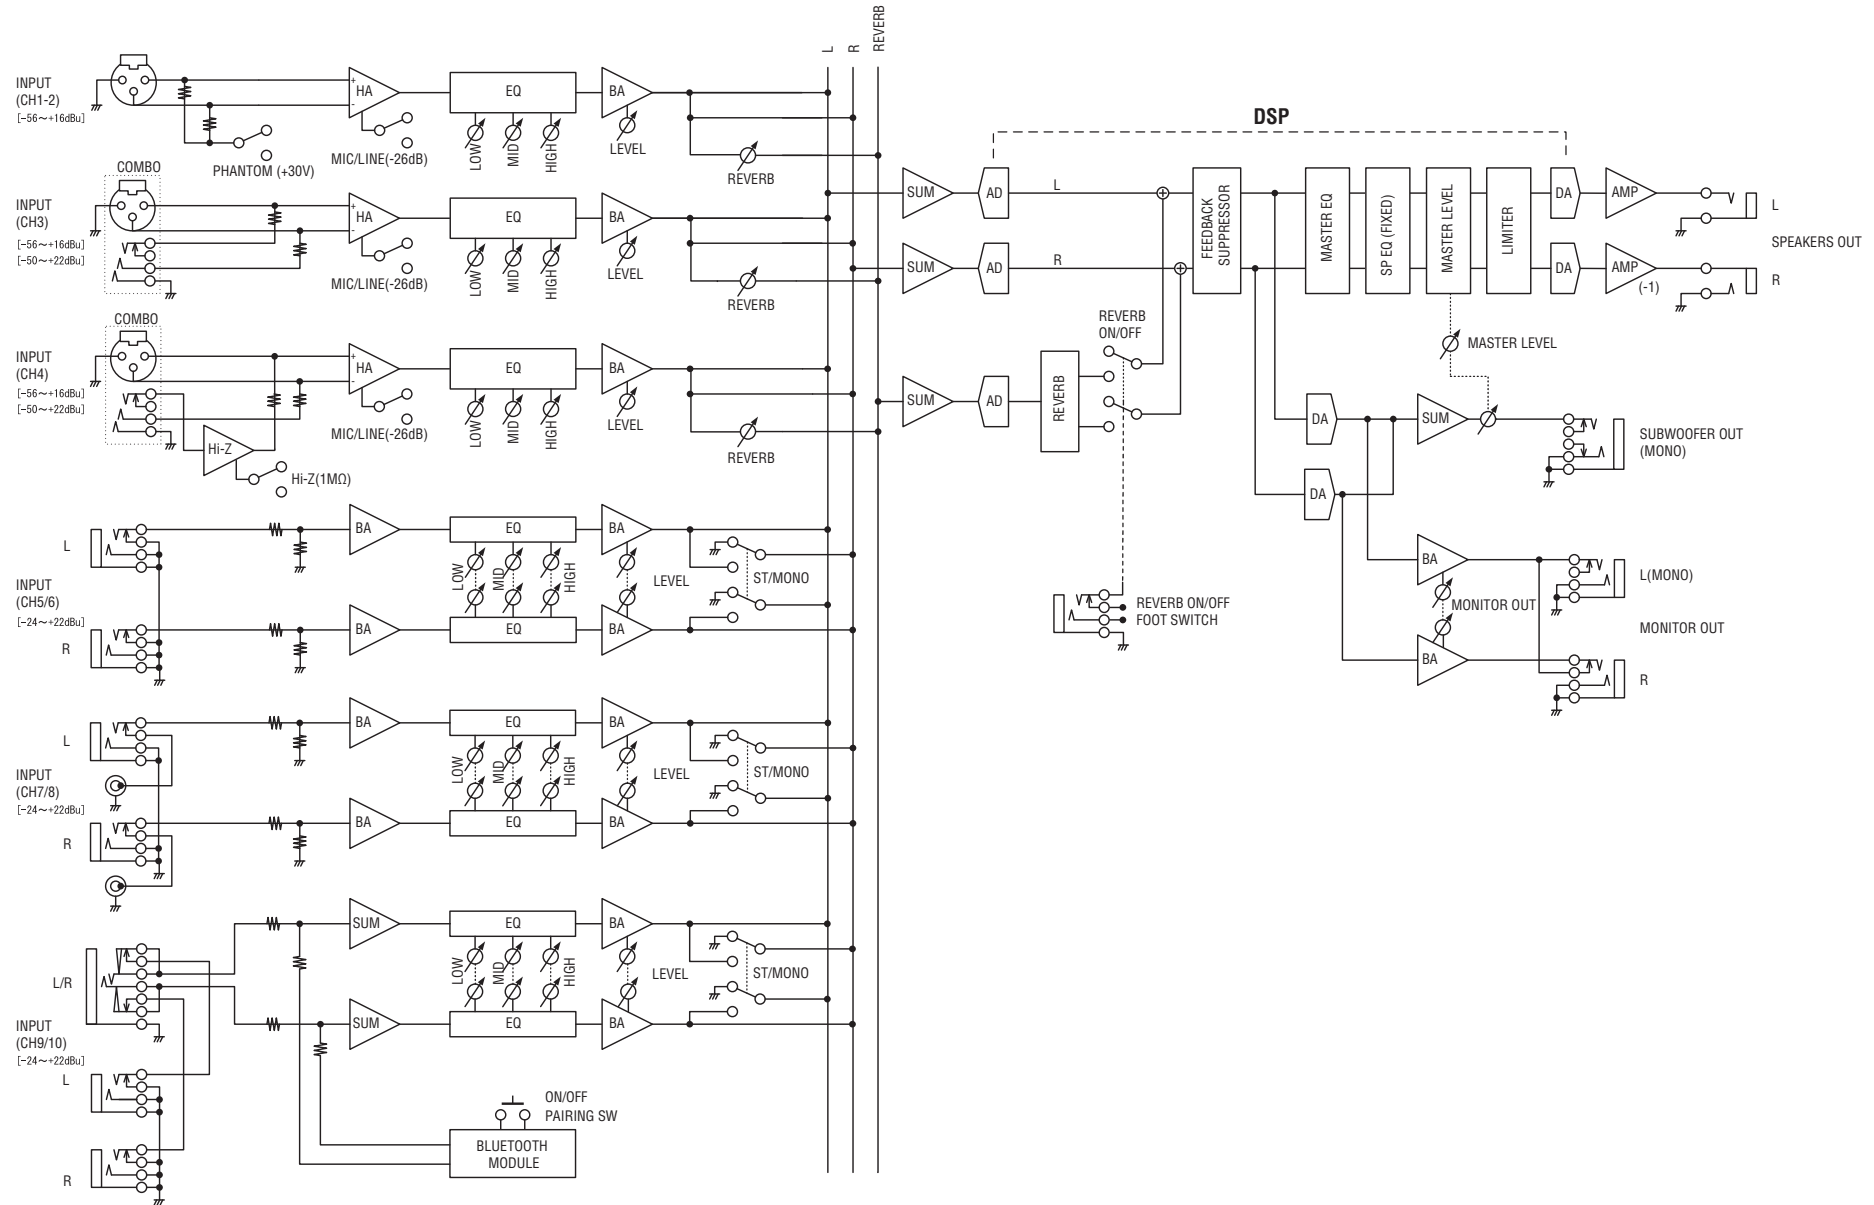 L
R
REVERB
INPUT
(CH1-2)
[-56～+16dBu]
+
-
HA
MIC/LINE(-26dB)
PHANTOM (+30V)
EQ
LOW
MID
HIGH
BA
LEVEL
REVERB
COMBO
INPUT
(CH3)
[-56～+16dBu]
[-50～+22dBu]
+
-
HA
MIC/LINE(-26dB)
EQ
LOW
MID
HIGH
BA
LEVEL
REVERB
COMBO
INPUT
(CH4)
[-56～+16dBu]
[-50～+22dBu]
+
-
HA
MIC/LINE(-26dB)
Hi-Z
Hi-Z(1MΩ)
EQ
LOW
MID
HIGH
BA
LEVEL
REVERB
L
INPUT
(CH5/6)
[-24～+22dBu]
R
BA
BA
EQ
LOW
MID
HIGH
EQ
BA
LEVEL
BA
ST/MONO
L
INPUT
(CH7/8)
[-24～+22dBu]
R
BA
BA
EQ
LOW
MID
HIGH
EQ
BA
LEVEL
BA
ST/MONO
L/R
INPUT
(CH9/10)
[-24～+22dBu]
L
R
SUM
SUM
EQ
LOW
MID
HIGH
EQ
BA
LEVEL
BA
ST/MONO
ON/OFF
PAIRING SW
BLUETOOTH
MODULE
DSP
SUM
AD
L
SUM
AD
R
SUM
AD
REVERB
REVERB
ON/OFF
REVERB ON/OFF
FOOT SWITCH
FEEDBACK
SUPPRESSOR
MASTER EQ
SP EQ (FIXED)
MASTER LEVEL
LIMITER
DA
AMP
DA
AMP
(-1)
L
SPEAKERS OUT
R
MASTER LEVEL
DA
SUM
SUBWOOFER OUT
(MONO)
DA
BA
MONITOR OUT
BA
L(MONO)
MONITOR OUT
R